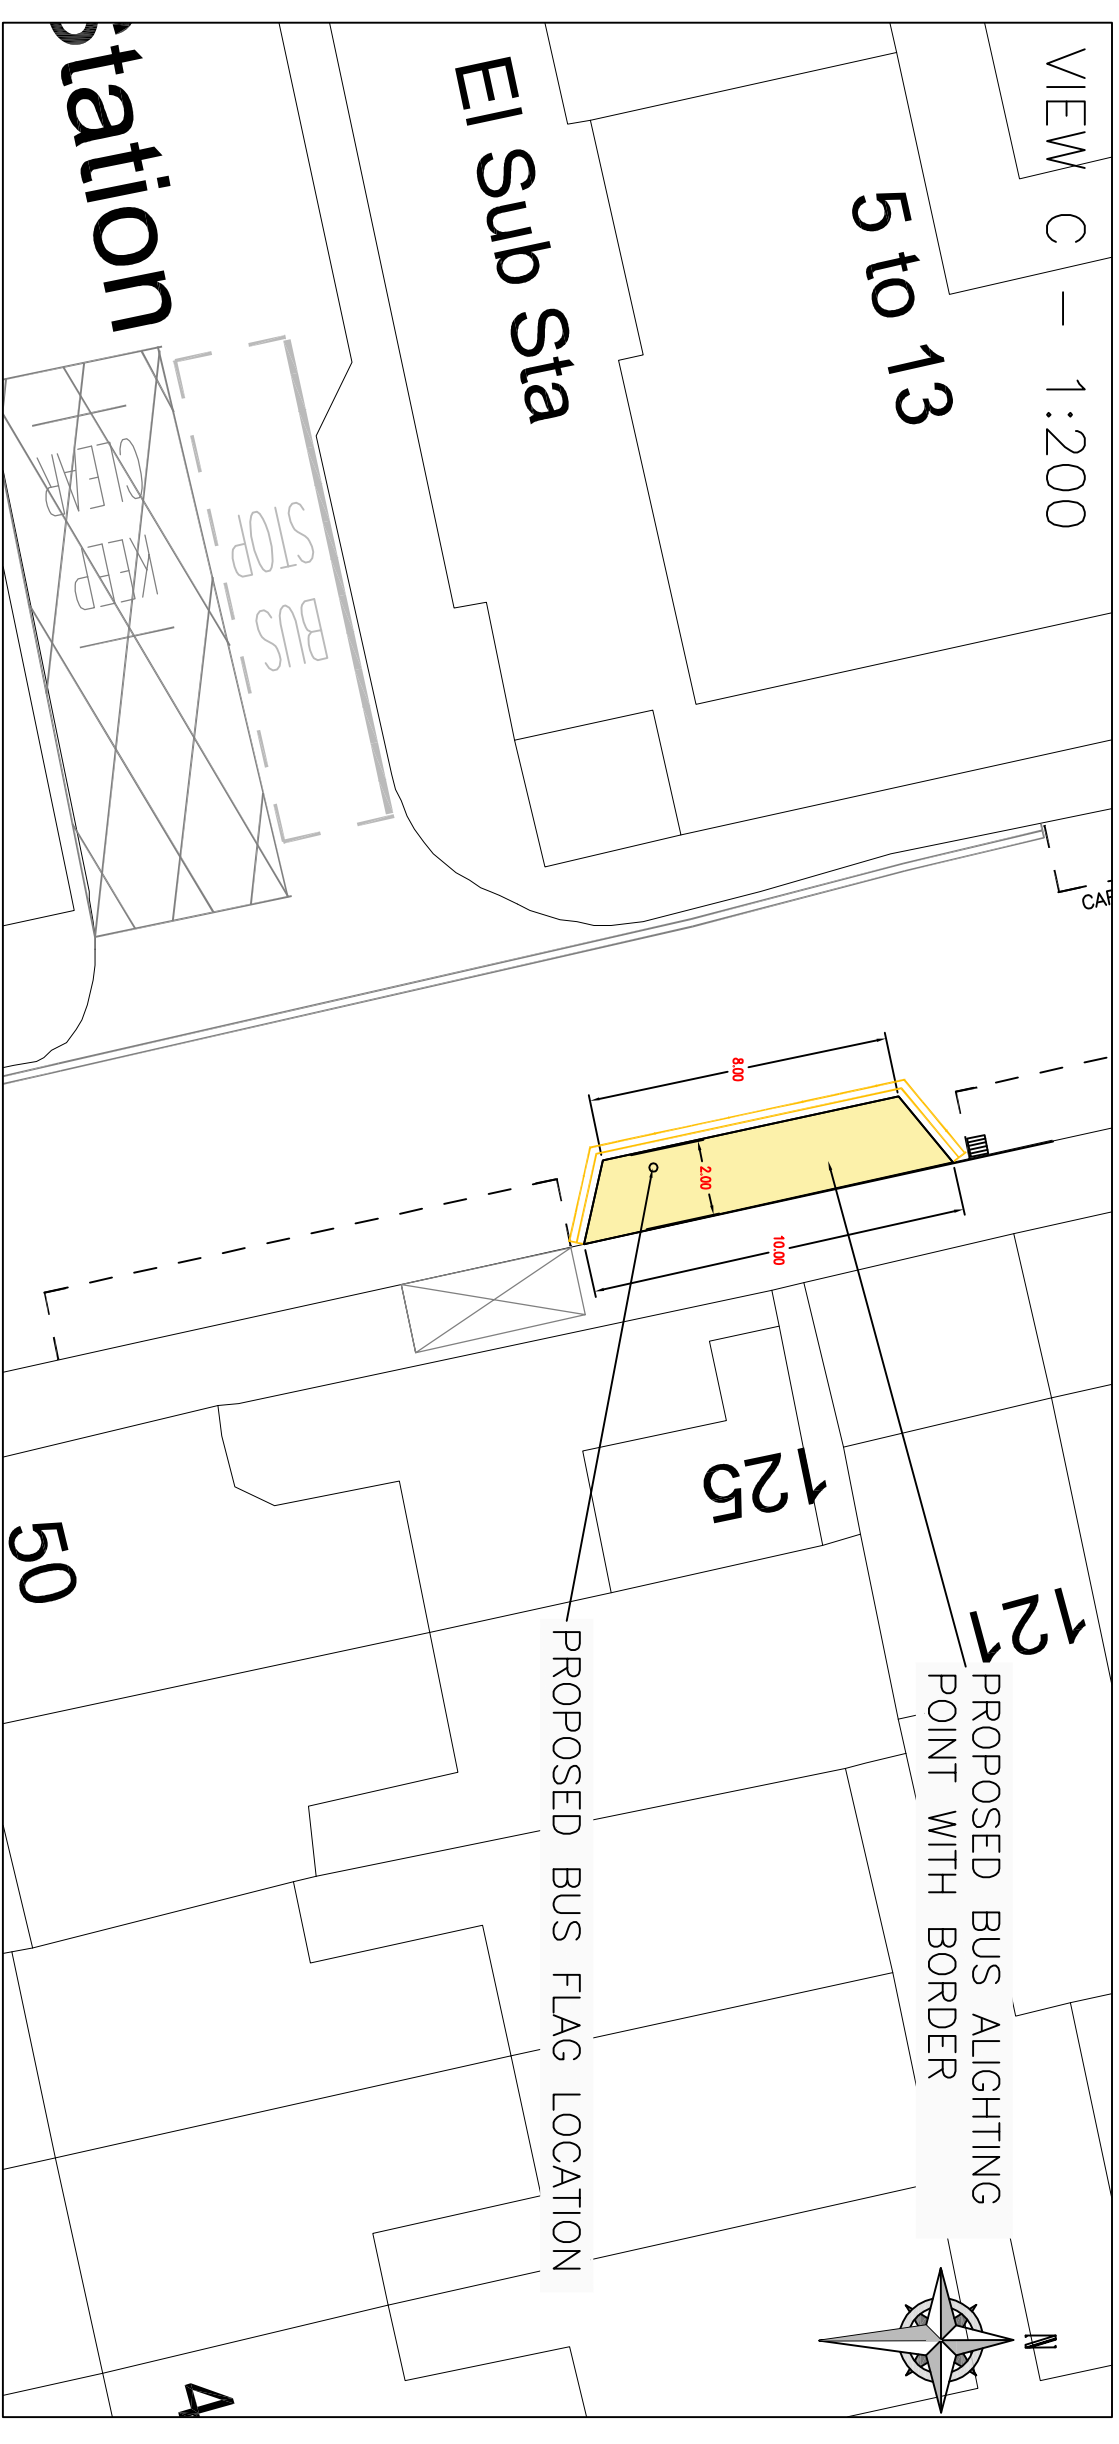 VIEW C – 1:200
5 to 13
El Sub Sta
Station
CLEAR
KEEP
STOP
BUS
8.00
2.00
10.00
125
121
50
PROPOSED BUS ALIGHTING
POINT WITH BORDER
PROPOSED BUS FLAG LOCATION
N
4